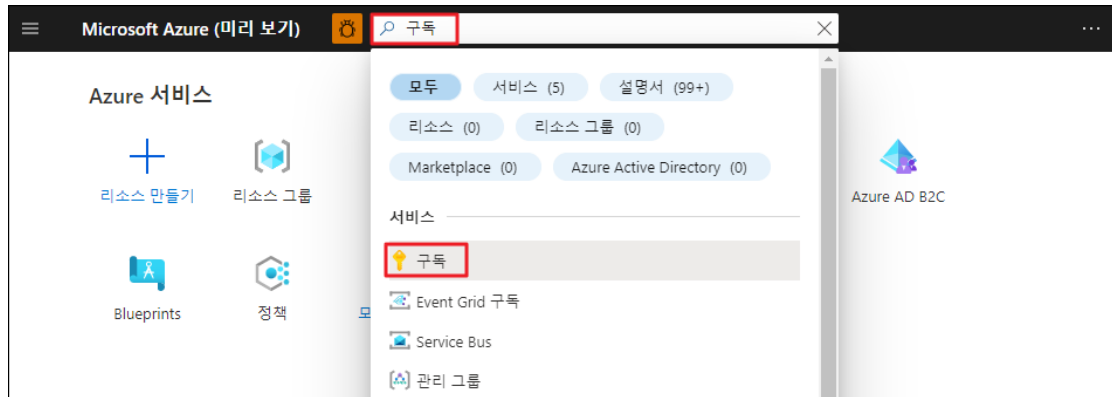 Microsoft Azure (미리 보기)
구독
Azure 서비스
모두
서비스 (5)
설명서 (99+)
리소스 (0)
리소스 그룹 (0)
Marketplace (0)
Azure Active Directory (0)
리소스 만들기
리소스 그룹
Azure AD B2C
서비스
구독
Event Grid 구독
Blueprints
정책
모
Service Bus
관리 그룹